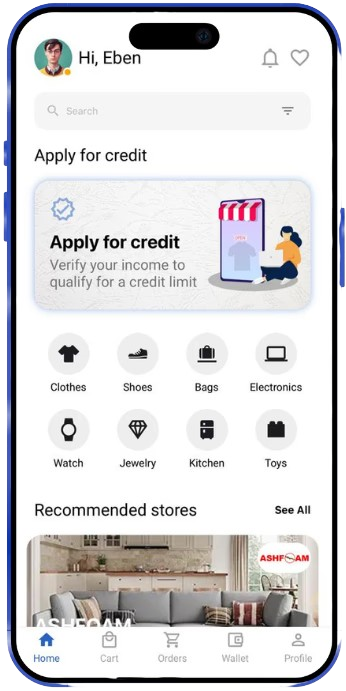 Hi, Eben
Search
Apply for credit
Apply for credit
Verify your income to
qualify for a credit limit
OPEN
Clothes
Shoes
Bags
Electronics
Watch
Jewelry
Kitchen
Toys
Recommended stores
See All
ASHFOAM
ASHFOAM
Home
Cart
Orders
Wallet
Profile